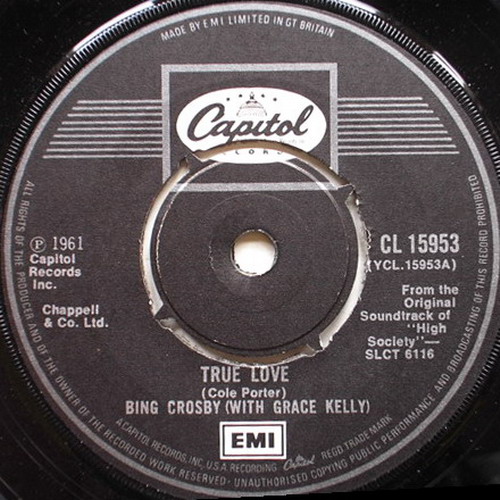 MADE BY EMI LIMITED IN GT BRITAIN
Capitol
ALL RIGHTS OF THE PRODUCER AND OF THE OWNER OF THE RECORDED WORK RESERVED
℗ 1961
Capitol
Records
Inc.
Chappell
& Co. Ltd.
CL 15953
(YCL.15953A)
From the
Original
Soundtrack of
"High
Society"—
SLCT 6116
TRUE LOVE
(Cole Porter)
BING CROSBY (WITH GRACE KELLY)
EMI
A CAPITOL RECORDS, INC., U.S.A. RECORDING Capitol REGD TRADE MARK
UNAUTHORISED COPYING PUBLIC PERFORMANCE AND BROADCASTING OF THIS RECORD PROHIBITED